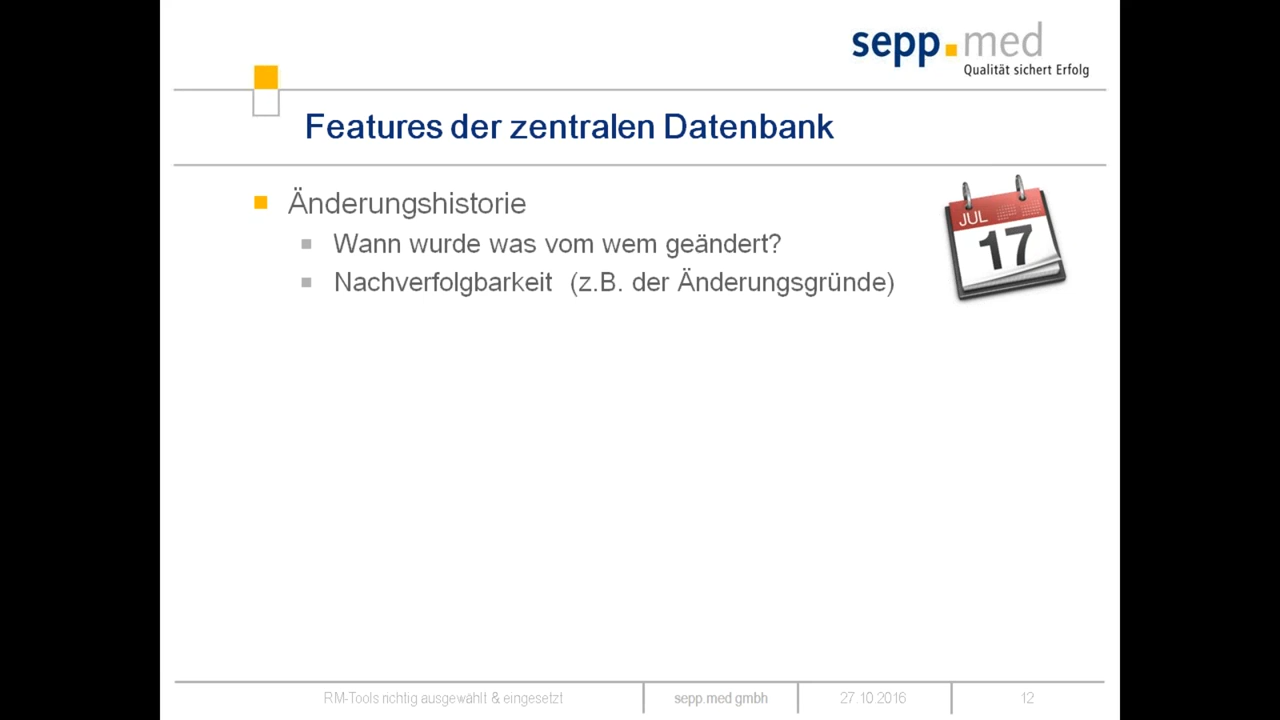 sepp.med
Qualität sichert Erfolg
Features der zentralen Datenbank
Änderungshistorie
Wann wurde was vom wem geändert?
Nachverfolgbarkeit (z.B. der Änderungsgründe)
JUL
17
RM-Tools richtig ausgewählt & eingesetzt
sepp.med gmbh
27.10.2016
12